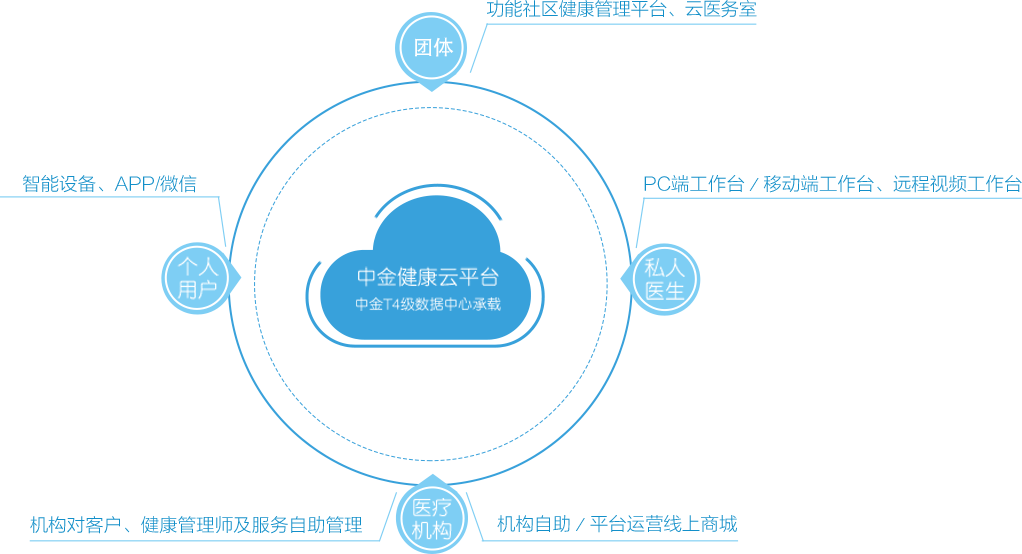 功能社区健康管理平台、云医务室
团体
智能设备、APP/微信
PC端工作台 / 移动端工作台、远程视频工作台
个人
用户
中金健康云平台
中金T4级数据中心承载
私人
医生
医疗
机构
机构对客户、健康管理师及服务自助管理
机构自助 / 平台运营线上商城